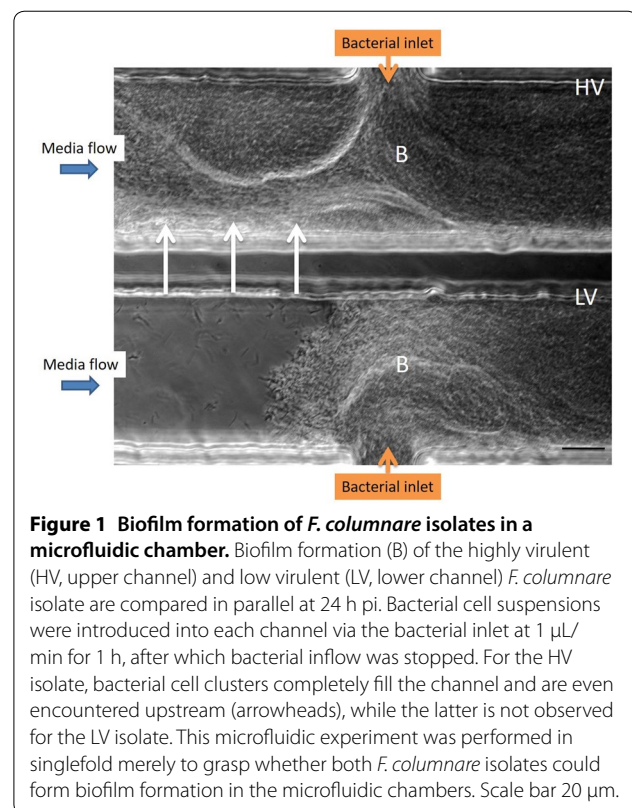 Bacterial inlet
HV
Media flow
B
LV
Media flow
B
Bacterial inlet
Figure 1 Biofilm formation of F. columnare isolates in a
microfluidic chamber. Biofilm formation (B) of the highly virulent
(HV, upper channel) and low virulent (LV, lower channel) F. columnare
isolate are compared in parallel at 24 h pi. Bacterial cell suspensions
were introduced into each channel via the bacterial inlet at 1 μL/
min for 1 h, after which bacterial inflow was stopped. For the HV
isolate, bacterial cell clusters completely fill the channel and are even
encountered upstream (arrowheads), while the latter is not observed
for the LV isolate. This microfluidic experiment was performed in
singlefold merely to grasp whether both F. columnare isolates could
form biofilm formation in the microfluidic chambers. Scale bar 20 μm.